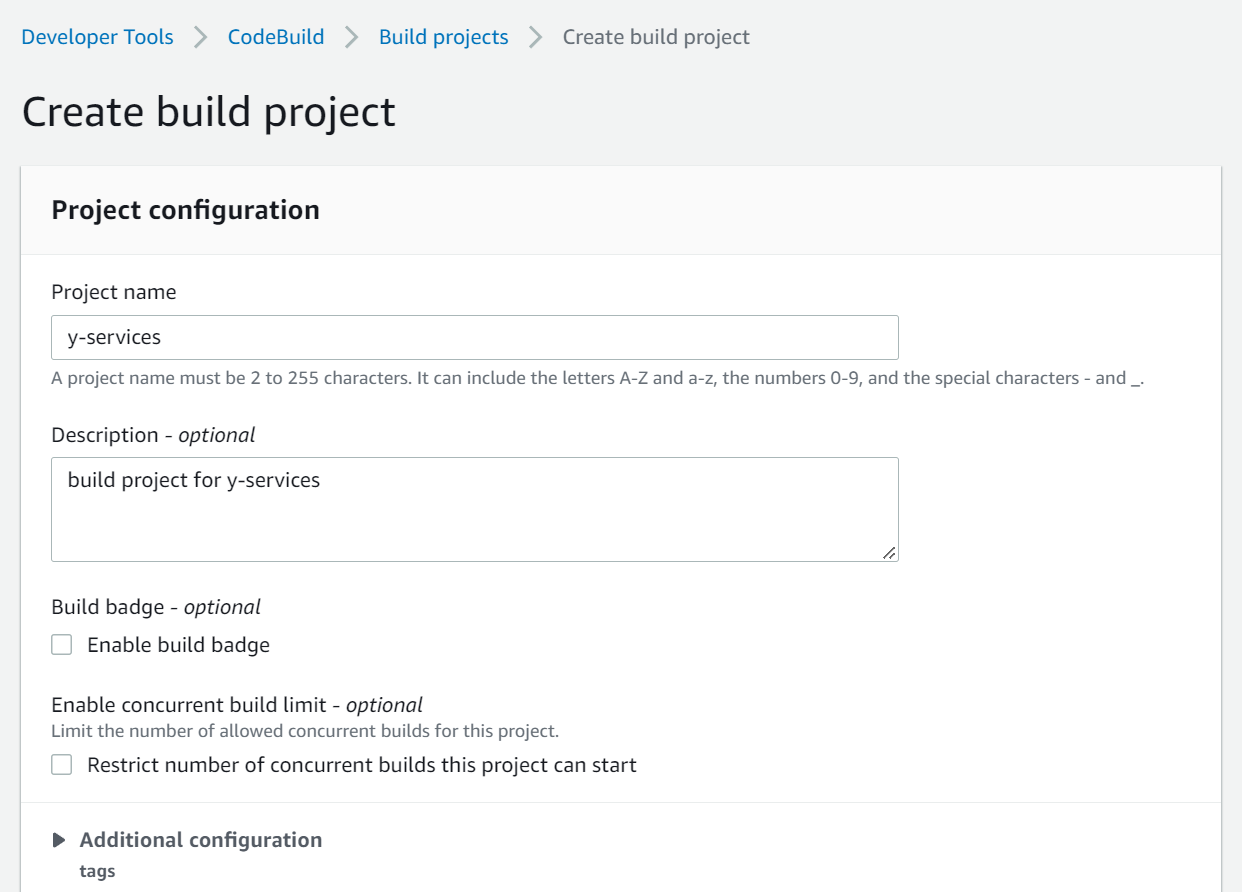 Developer Tools > CodeBuild > Build projects > Create build project
Create build project
Project configuration
Project name
y-services
A project name must be 2 to 255 characters. It can include the letters A-Z and a-z, the numbers 0-9, and the special characters - and _.
Description - optional
build project for y-services
Build badge - optional
Enable build badge
Enable concurrent build limit - optional
Limit the number of allowed concurrent builds for this project.
Restrict number of concurrent builds this project can start
Additional configuration
tags